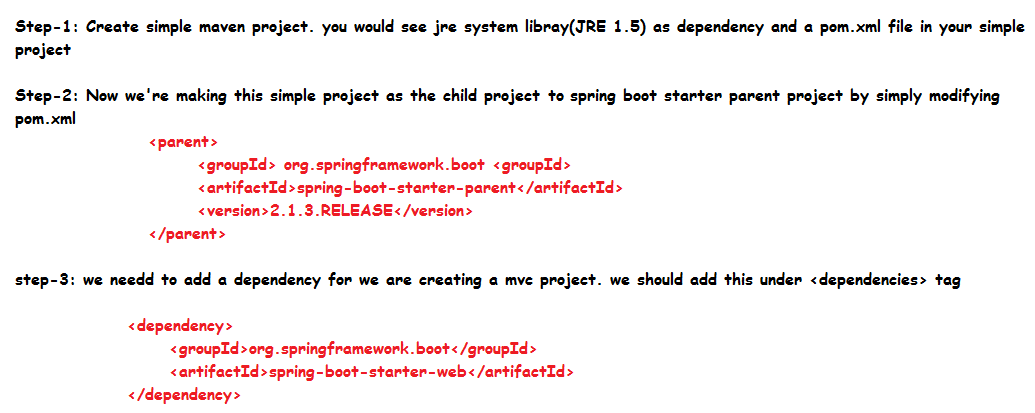 Step-1: Create simple maven project. you would see jre system libray(JRE 1.5) as dependency and a pom.xml file in your simple
project
Step-2: Now we're making this simple project as the child project to spring boot starter parent project by simply modifying
pom.xml
<parent>
<groupId> org.springframework.boot <groupId>
<artifactId>spring-boot-starter-parent</artifactId>
<version>2.1.3.RELEASE</version>
</parent>
step-3: we needd to add a dependency for we are creating a mvc project. we should add this under <dependencies> tag
<dependency>
<groupId>org.springframework.boot</groupId>
<artifactId>spring-boot-starter-web</artifactId>
</dependency>